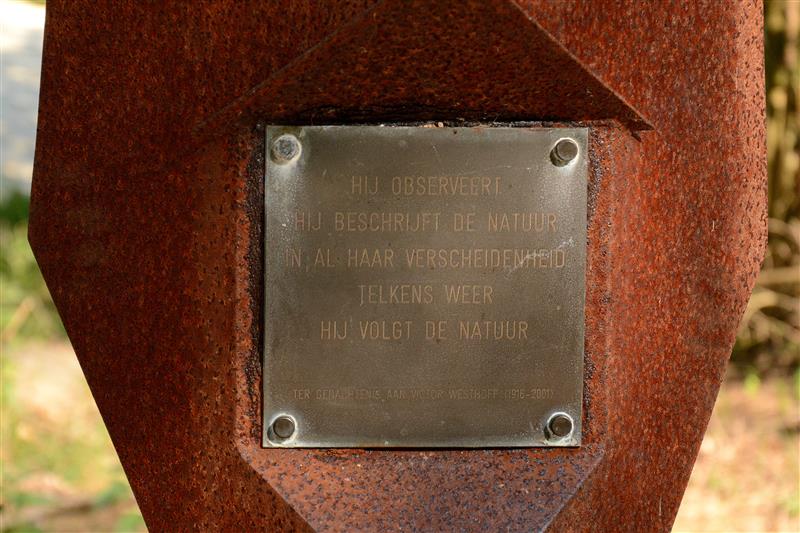 HIJ OBSERVEERT
HIJ BESCHRIJFT DE NATUUR
IN AL HAAR VERSCHEIDENHEID
TELKENS WEER
HIJ VOLGT DE NATUUR
TER GEDACHTENIS AAN VICTOR WESTHOFF (1916-2001)